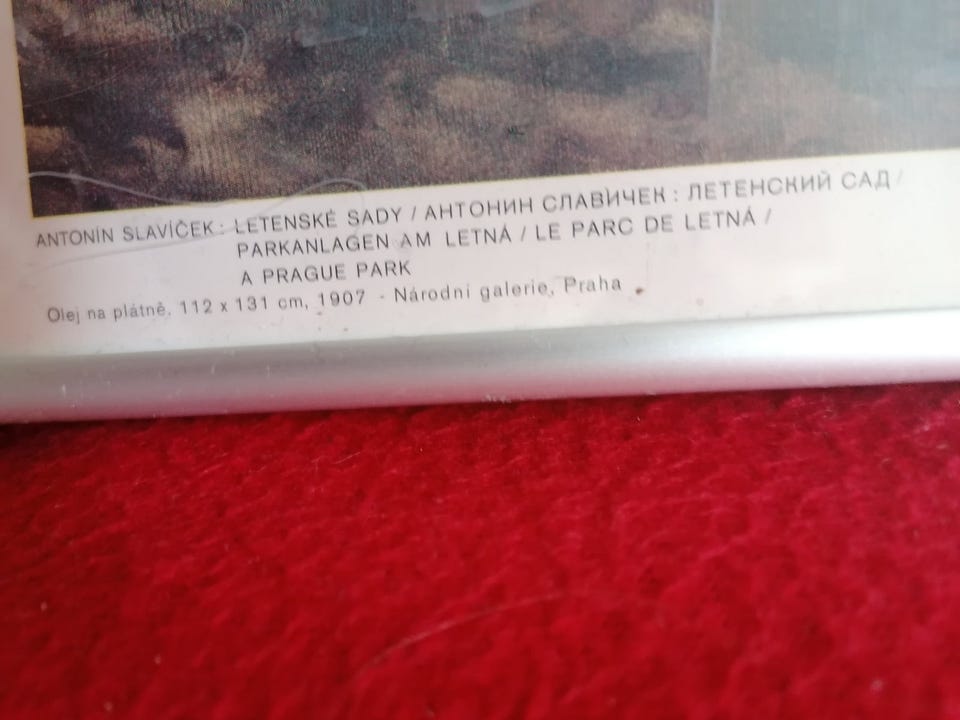 ANTONÍN SLAVÍČEK: LETENSKÉ SADY / АНТОНИН СЛАВИЧЕК : ЛЕТЕНСКИЙ САД /
PARKANLAGEN AM LETNÁ / LE PARC DE LETNÁ /
A PRAGUE PARK
Olej na plátně, 112 x 131 cm, 1907 - Národní galerie, Praha